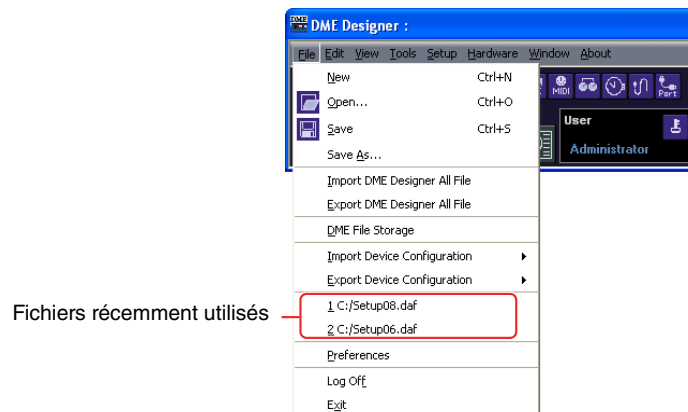 DME Designer :
File Edit View Tools Setup Hardware Window About
New Ctrl+N
Open... Ctrl+O
Save Ctrl+S
Save As...
Import DME Designer All File
Export DME Designer All File
DME File Storage
Import Device Configuration
Export Device Configuration
1 C:/Setup08.daf
2 C:/Setup06.daf
Preferences
Log Off
Exit
MIDI
Port
User
Administrator
Fichiers récemment utilisés